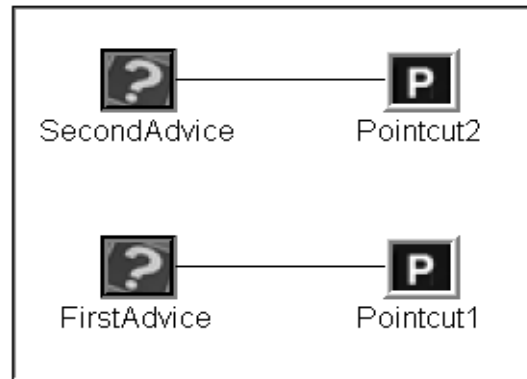 ? P
SecondAdvice Pointcut2
? P
FirstAdvice Pointcut1